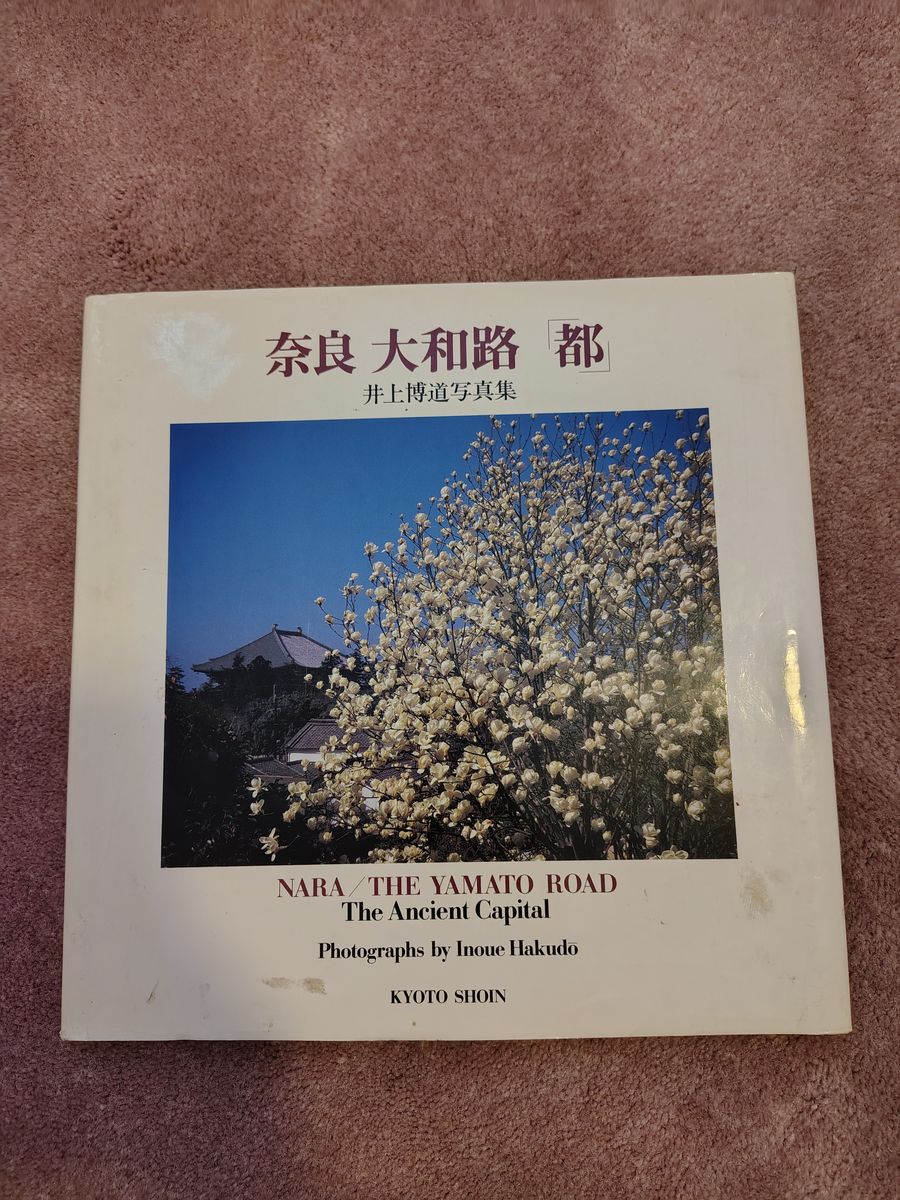 奈良 大和路「都」
井上博道写真集
NARA/THE YAMATO ROAD
The Ancient Capital
Photographs by Inoue Hakudō
KYOTO SHOIN